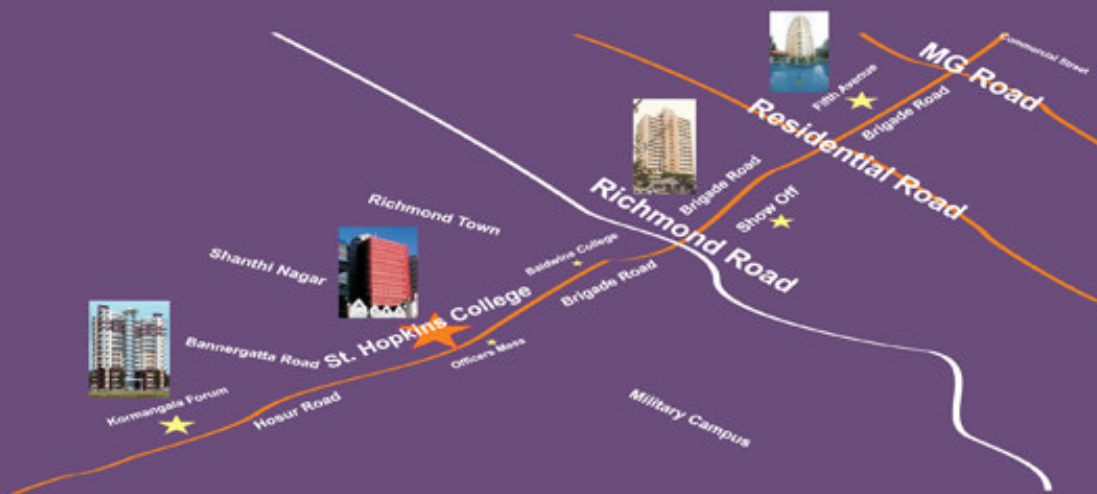 Commercial Street
MG Road
Fifth Avenue
Brigade Road
Residential Road
Brigade Road
Show Off
Richmond Road
Richmond Town
Baldwins College
Brigade Road
Shanthi Nagar
St. Hopkins College
Bannergatta Road
Officers Mess
Kormangala Forum
Hosur Road
Military Campus